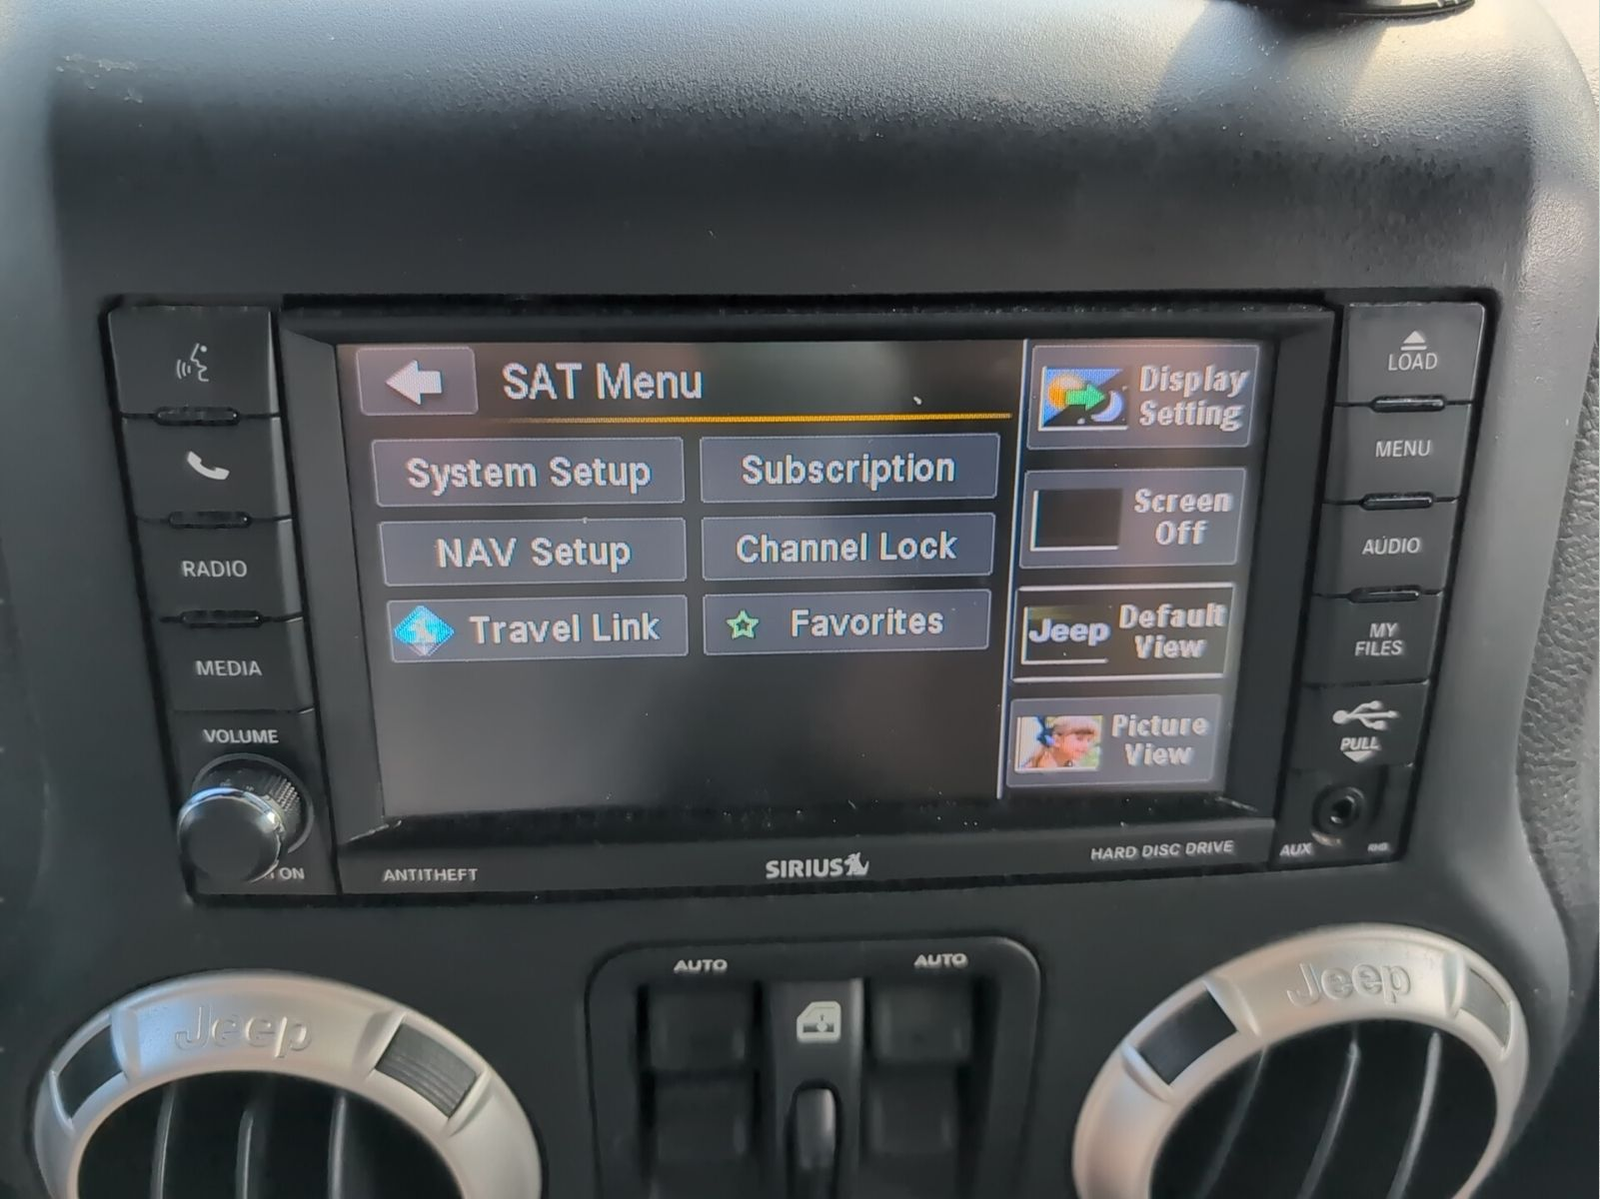 SAT Menu
System Setup
Subscription
NAV Setup
Channel Lock
Travel Link
Favorites
Display
Setting
Screen
Off
Jeep
Default
View
Picture
View
RADIO
MEDIA
VOLUME
ON
LOAD
MENU
AUDIO
MY
FILES
PULL
AUX
ANTITHEFT
SIRIUS
HARD DISC DRIVE
AUTO
AUTO
Jeep
Jeep